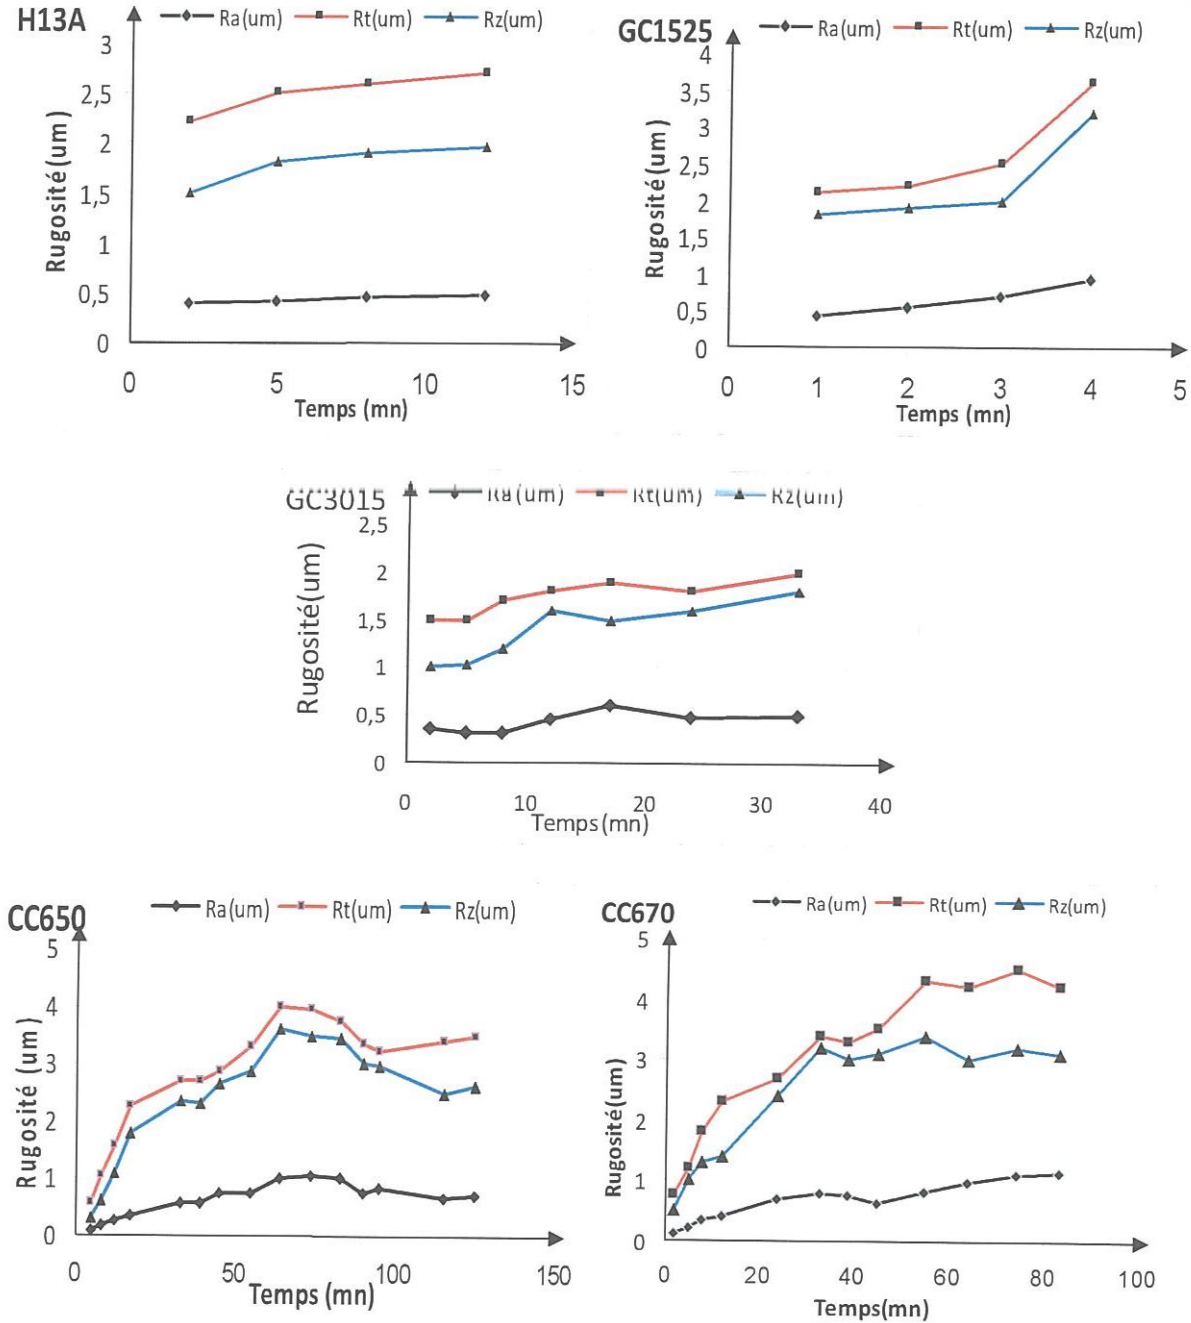 H13A
Ra(um) Rt(um) Rz(um)
3
2,5
2
1,5
1
0,5
0
Rugosité(um)
0 5 10 15
Temps (mn)
GC1525
Ra(um) Rt(um) Rz(um)
4
3,5
3
2,5
2
1,5
1
0,5
0
Rugosité(um)
0 1 2 3 4 5
Temps (mn)
GC3015
Ra(um) Rt(um) Rz(um)
2,5
2
1,5
1
0,5
0
Rugosité(um)
0 10 20 30 40
Temps(mn)
CC650
Ra(um) Rt(um) Rz(um)
5
4
3
2
1
0
Rugosité (um)
0 50 100 150
Temps (mn)
CC670
Ra(um) Rt(um) Rz(um)
5
4
3
2
1
0
Rugosité(um)
0 20 40 60 80 100
Temps(mn)